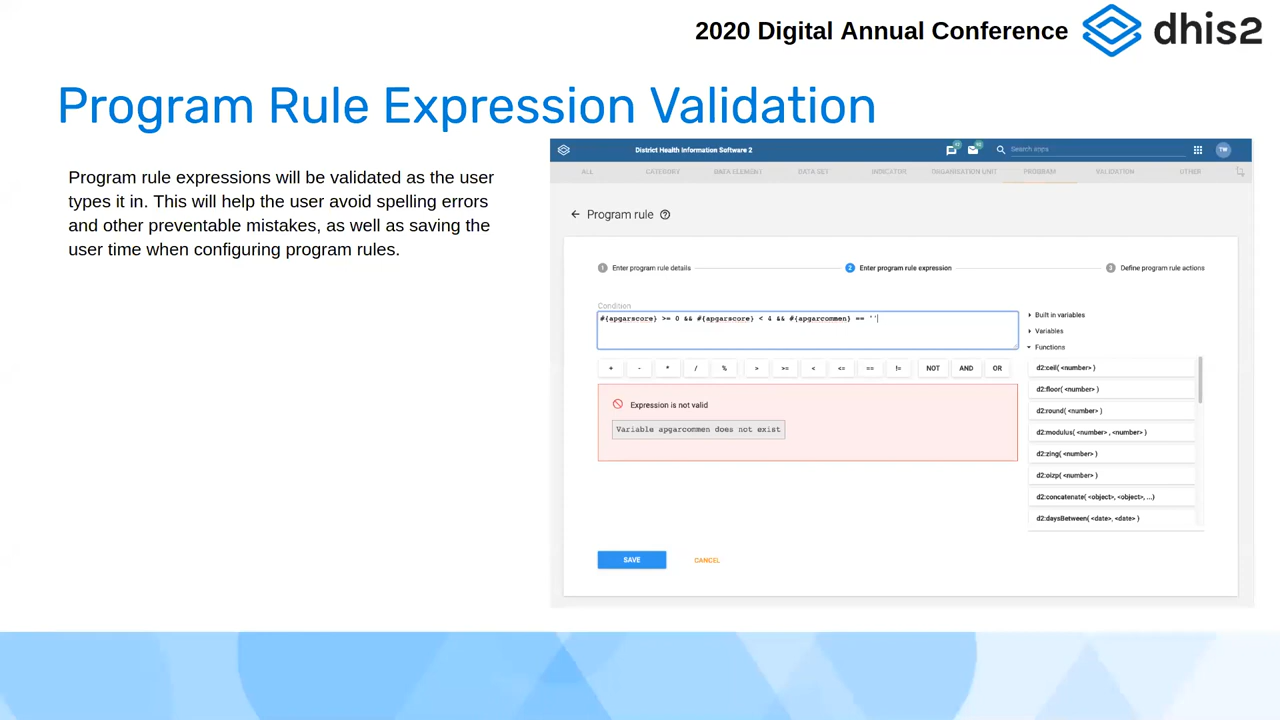 2020 Digital Annual Conference
dhis2
Program Rule Expression Validation
Program rule expressions will be validated as the user
types it in. This will help the user avoid spelling errors
and other preventable mistakes, as well as saving the
user time when configuring program rules.
District Health Information Software 2
Search apps
TW
ALL CATEGORY DATA ELEMENT DATA SET INDICATOR ORGANISATION UNIT PROGRAM VALIDATION OTHER
Program rule
1 Enter program rule details
2 Enter program rule expression
3 Define program rule actions
Condition
#{apgarscore} >= 0 && #{apgarscore} < 4 && #{apgarcommen} == ''
+ - * / % > >= < <= == != NOT AND OR
Expression is not valid
Variable apgarcommen does not exist
Built in variables
Variables
Functions
d2:ceil( <number> )
d2:floor( <number> )
d2:round( <number> )
d2:modulus( <number> , <number> )
d2:zing( <number> )
d2:oizp( <number> )
d2:concatenate( <object>, <object>, ...)
d2:daysBetween( <date>, <date> )
SAVE
CANCEL